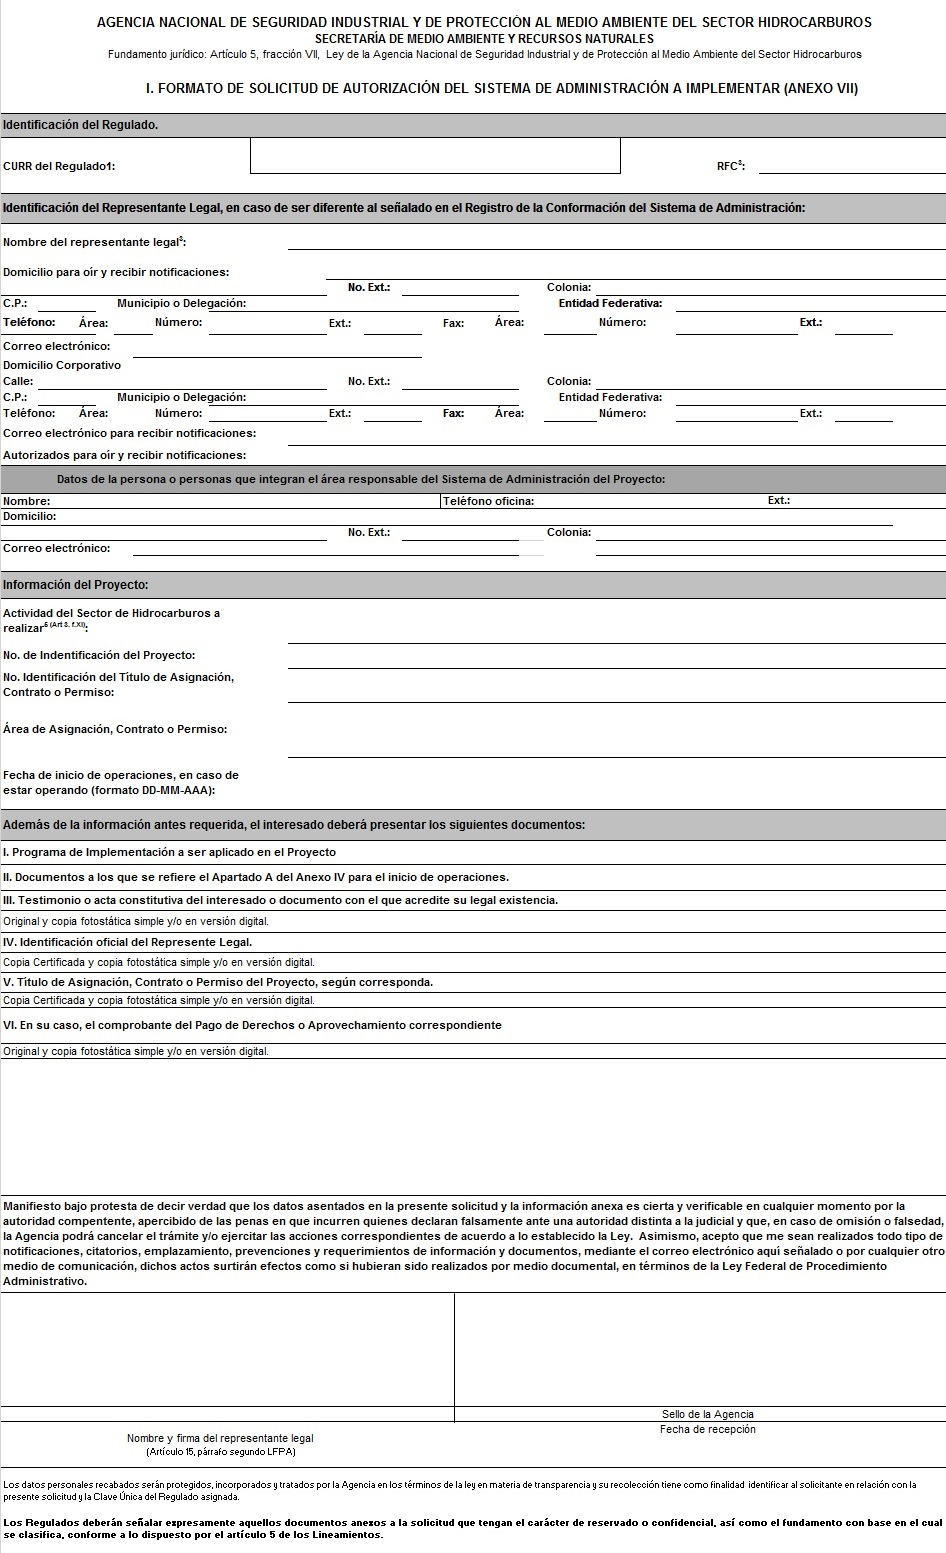 AGENCIA NACIONAL DE SEGURIDAD INDUSTRIAL Y DE PROTECCIÓN AL MEDIO AMBIENTE DEL SECTOR HIDROCARBUROS
SECRETARÍA DE MEDIO AMBIENTE Y RECURSOS NATURALES
Fundamento jurídico: Artículo 5, fracción VII, Ley de la Agencia Nacional de Seguridad Industrial y de Protección al Medio Ambiente del Sector Hidrocarburos
I. FORMATO DE SOLICITUD DE AUTORIZACIÓN DEL SISTEMA DE ADMINISTRACIÓN A IMPLEMENTAR (ANEXO VII)
Identificación del Regulado.
CURR del Regulado1: RFC²:
Identificación del Representante Legal, en caso de ser diferente al señalado en el Registro de la Conformación del Sistema de Administración:
Nombre del representante legal³:
Domicilio para oír y recibir notificaciones:
No. Ext.: Colonia:
C.P.: Municipio o Delegación: Entidad Federativa:
Teléfono: Área: Número: Ext.: Fax: Área: Número: Ext.:
Correo electrónico:
Domicilio Corporativo
Calle: No. Ext.: Colonia:
C.P.: Municipio o Delegación: Entidad Federativa:
Teléfono: Área: Número: Ext.: Fax: Área: Número: Ext.:
Correo electrónico para recibir notificaciones:
Autorizados para oír y recibir notificaciones:
Datos de la persona o personas que integran el área responsable del Sistema de Administración del Proyecto:
Nombre: Teléfono oficina: Ext.:
Domicilio:
No. Ext.: Colonia:
Correo electrónico:
Información del Proyecto:
Actividad del Sector de Hidrocarburos a
realizar⁵ (Art 3. f.XI):
No. de Indentificación del Proyecto:
No. Identificación del Título de Asignación,
Contrato o Permiso:
Área de Asignación, Contrato o Permiso:
Fecha de inicio de operaciones, en caso de
estar operando (formato DD-MM-AAA):
Además de la información antes requerida, el interesado deberá presentar los siguientes documentos:
I. Programa de Implementación a ser aplicado en el Proyecto
II. Documentos a los que se refiere el Apartado A del Anexo IV para el inicio de operaciones.
III. Testimonio o acta constitutiva del interesado o documento con el que acredite su legal existencia.
Original y copia fotostática simple y/o en versión digital.
IV. Identificación oficial del Represente Legal.
Copia Certificada y copia fotostática simple y/o en versión digital.
V. Título de Asignación, Contrato o Permiso del Proyecto, según corresponda.
Copia Certificada y copia fotostática simple y/o en versión digital.
VI. En su caso, el comprobante del Pago de Derechos o Aprovechamiento correspondiente
Original y copia fotostática simple y/o en versión digital.
Manifiesto bajo protesta de decir verdad que los datos asentados en la presente solicitud y la información anexa es cierta y verificable en cualquier momento por la
autoridad compentente, apercibido de las penas en que incurren quienes declaran falsamente ante una autoridad distinta a la judicial y que, en caso de omisión o falsedad,
la Agencia podrá cancelar el trámite y/o ejercitar las acciones correspondientes de acuerdo a lo establecido la Ley. Asimismo, acepto que me sean realizados todo tipo de
notificaciones, citatorios, emplazamiento, prevenciones y requerimientos de información y documentos, mediante el correo electrónico aquí señalado o por cualquier otro
medio de comunicación, dichos actos surtirán efectos como si hubieran sido realizados por medio documental, en términos de la Ley Federal de Procedimiento
Administrativo.
Sello de la Agencia
Fecha de recepción
Nombre y firma del representante legal
(Artículo 15, párrafo segundo LFPA)
Los datos personales recabados serán protegidos, incorporados y tratados por la Agencia en los términos de la ley en materia de transparencia y su recolección tiene como finalidad identificar al solicitante en relación con la
presente solicitud y la Clave Única del Regulado asignada.
Los Regulados deberán señalar expresamente aquellos documentos anexos a la solicitud que tengan el carácter de reservado o confidencial, así como el fundamento con base en el cual
se clasifica, conforme a lo dispuesto por el artículo 5 de los Lineamientos.